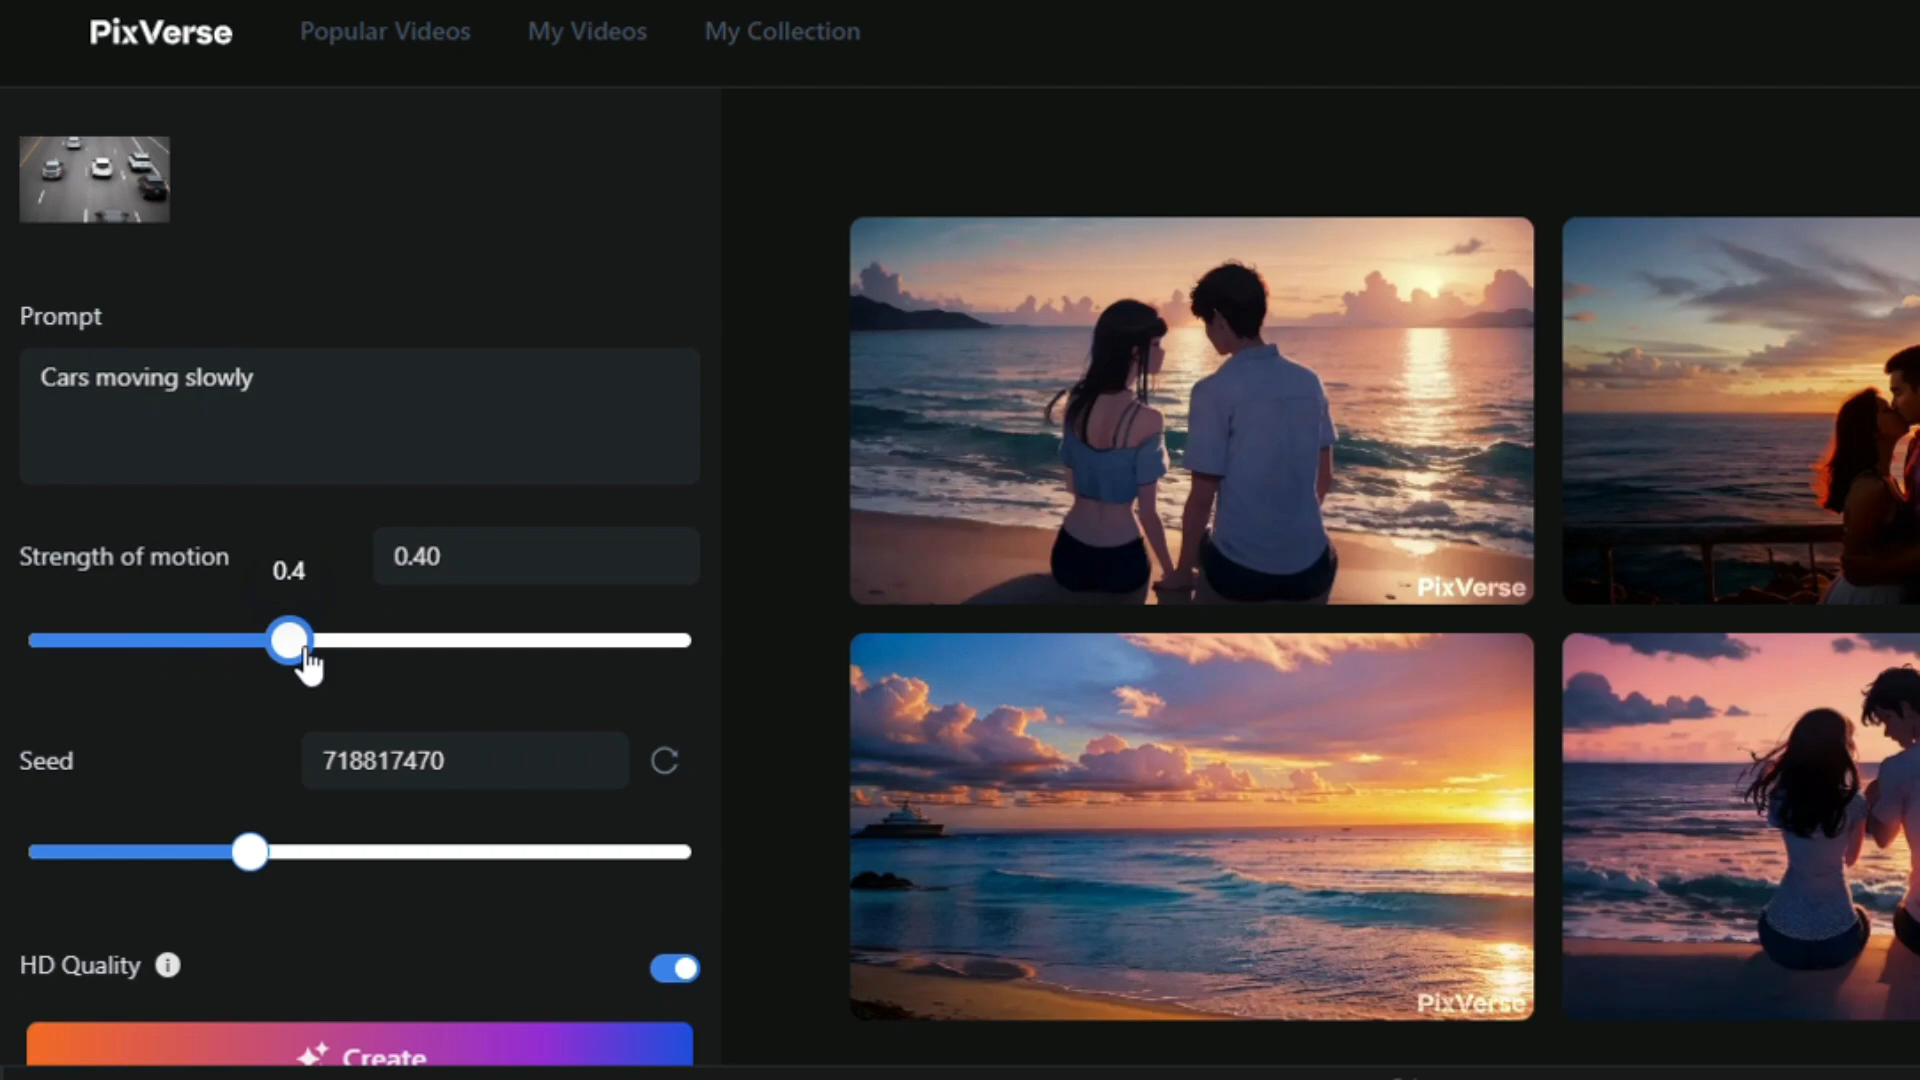 PixVerse
Popular Videos
My Videos
My Collection
Prompt
Cars moving slowly
Strength of motion
0.4
0.40
Seed
718817470
HD Quality
i
Create
PixVerse
PixVerse